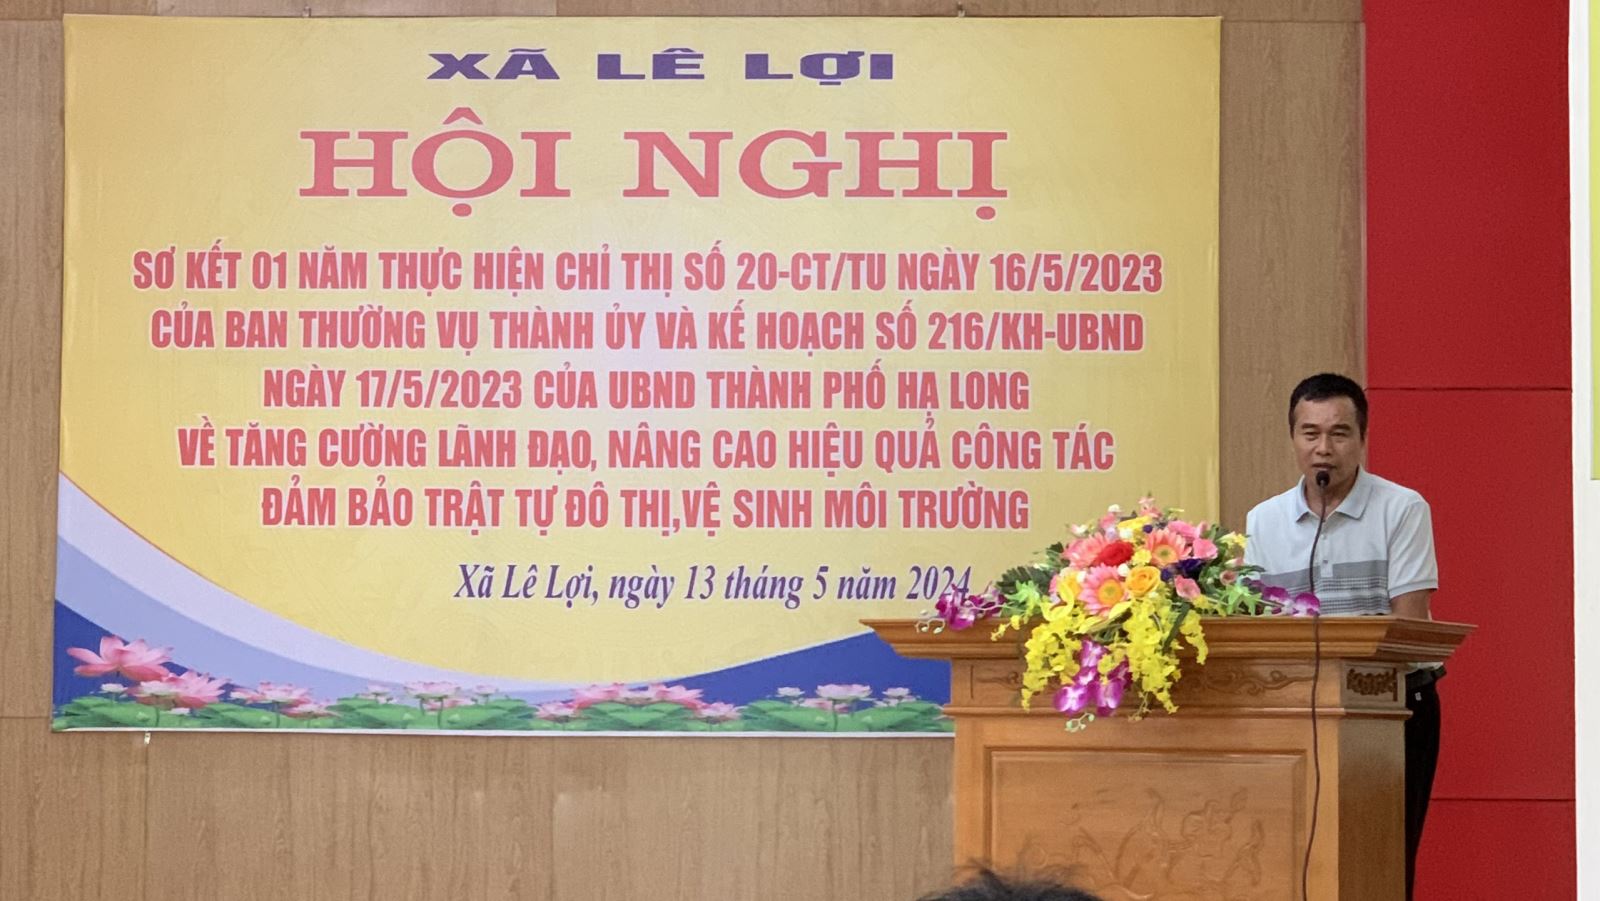 XÃ LÊ LỢI
HỘI NGHỊ
SƠ KẾT 01 NĂM THỰC HIỆN CHỈ THỊ SỐ 20-CT/TU NGÀY 16/5/2023
CỦA BAN THƯỜNG VỤ THÀNH ỦY VÀ KẾ HOẠCH SỐ 216/KH-UBND
NGÀY 17/5/2023 CỦA UBND THÀNH PHỐ HẠ LONG
VỀ TĂNG CƯỜNG LÃNH ĐẠO, NÂNG CAO HIỆU QUẢ CÔNG TÁC
ĐẢM BẢO TRẬT TỰ ĐÔ THỊ,VỆ SINH MÔI TRƯỜNG
Xã Lê Lợi, ngày 13 tháng 5 năm 2024